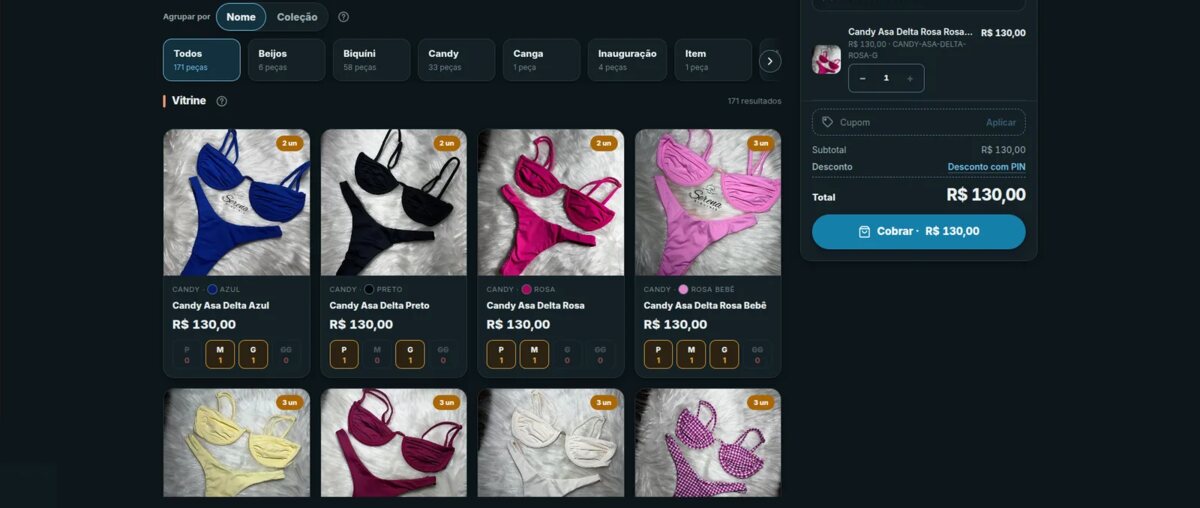 Agrupar por
Nome
Coleção
Todos
171 peças
Beijos
6 peças
Biquíni
58 peças
Candy
33 peças
Canga
1 peça
Inauguração
4 peças
Item
1 peça
Vitrine
171 resultados
2 un
2 un
2 un
3 un
Serena
CANDY · AZUL
Candy Asa Delta Azul
R$ 130,00
P 0
M 1
G 1
GG 0
CANDY · PRETO
Candy Asa Delta Preto
R$ 130,00
P 1
M 0
G 1
GG 0
CANDY · ROSA
Candy Asa Delta Rosa
R$ 130,00
P 1
M 1
G 0
GG 0
CANDY · ROSA BEBÊ
Candy Asa Delta Rosa Bebê
R$ 130,00
P 1
M 1
G 1
GG 0
3 un
3 un
3 un
3 un
Candy Asa Delta Rosa Rosa... R$ 130,00
R$ 130,00 · CANDY-ASA-DELTA-
ROSA-G
− 1 +
Cupom Aplicar
Subtotal R$ 130,00
Desconto Desconto com PIN
Total R$ 130,00
Cobrar · R$ 130,00